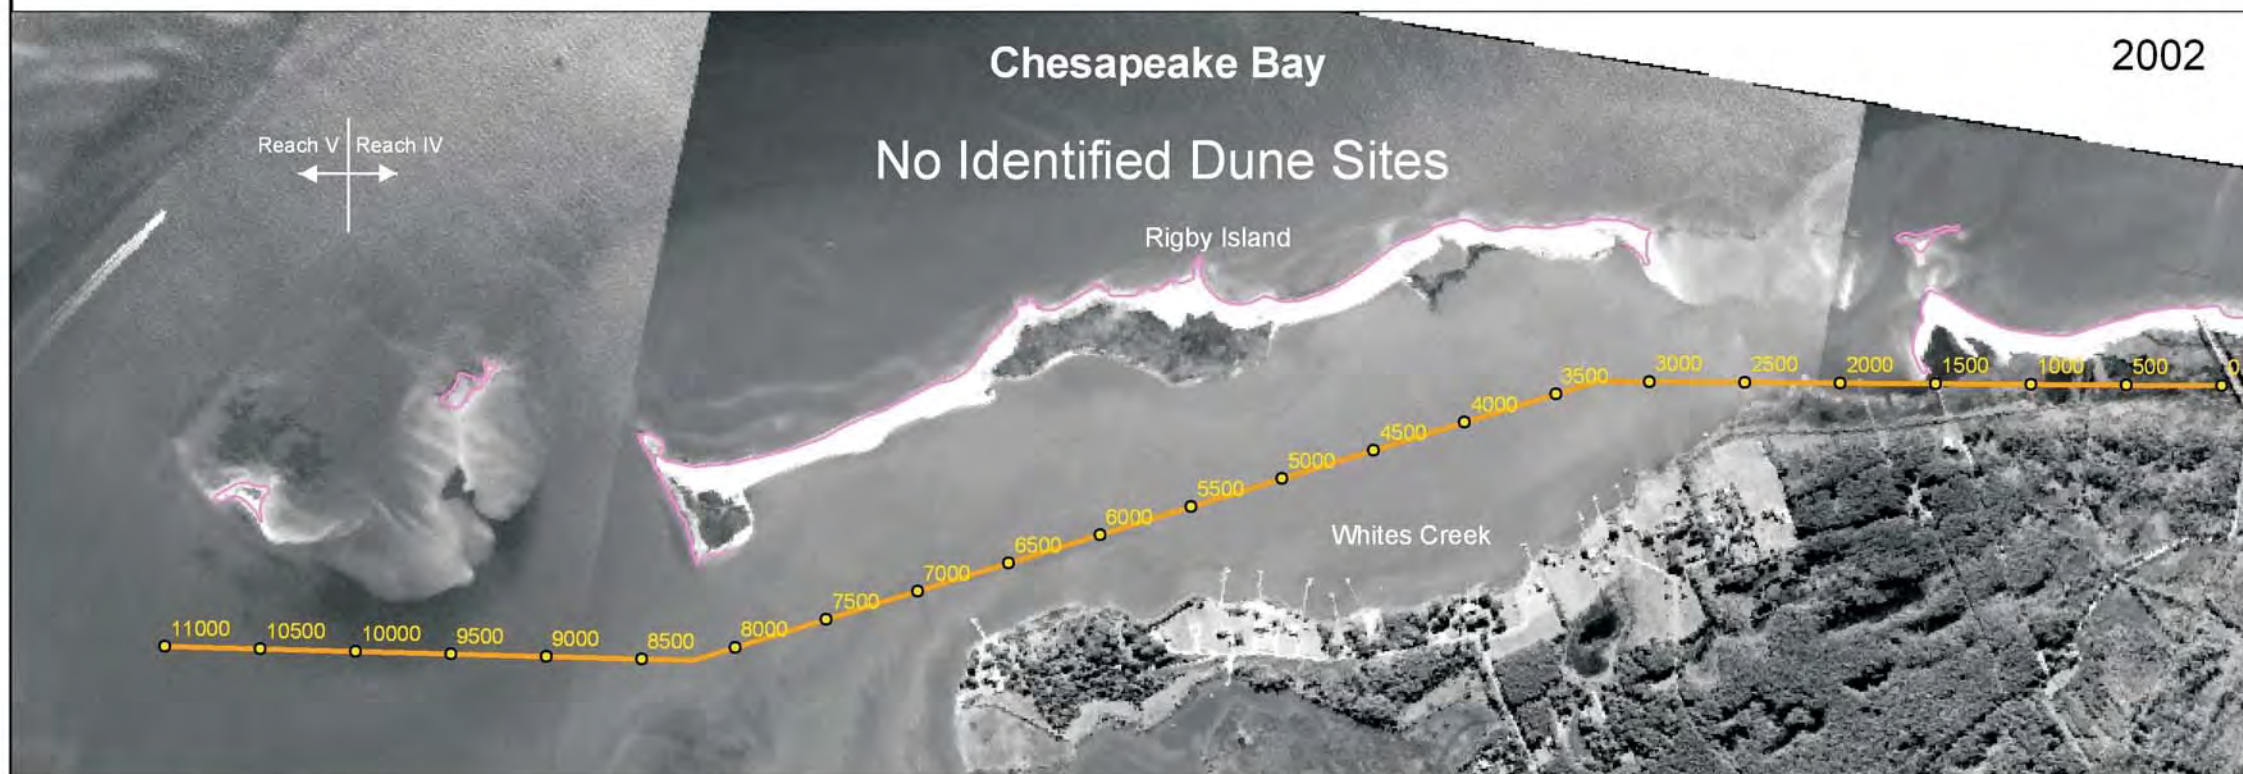 2002
Chesapeake Bay
Reach V Reach IV
No Identified Dune Sites
Rigby Island
11000 10500 10000 9500 9000 8500 8000 7500 7000 6500 6000 5500 5000 4500 4000 3500 3000 2500 2000 1500 1000 500 0
Whites Creek